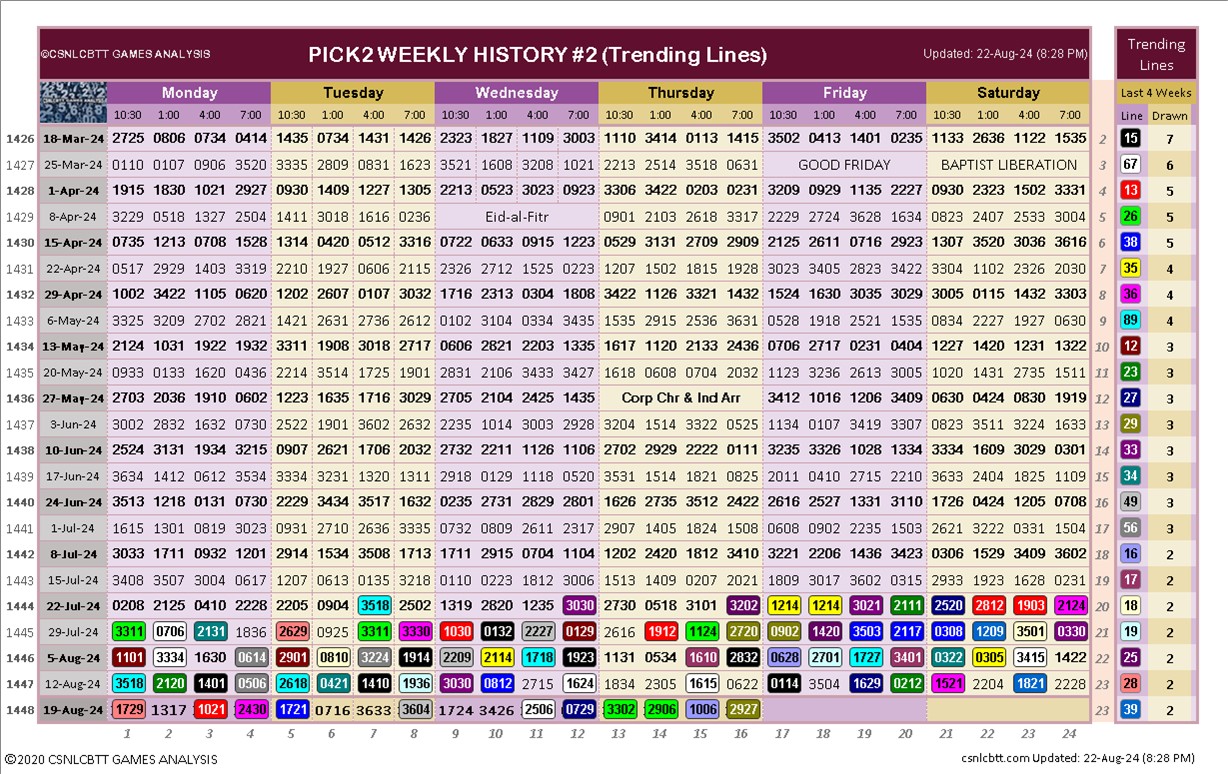 ©CSNLCBTT GAMES ANALYSIS PICK2 WEEKLY HISTORY #2 (Trending Lines) Updated: 22-Aug-24 (8:28 PM) Trending Lines
Monday Tuesday Wednesday Thursday Friday Saturday Last 4 Weeks
10:30 1:00 4:00 7:00 10:30 1:00 4:00 7:00 10:30 1:00 4:00 7:00 10:30 1:00 4:00 7:00 10:30 1:00 4:00 7:00 10:30 1:00 4:00 7:00 Line Drawn
1426 18-Mar-24 2725 0806 0734 0414 1435 0734 1431 1426 2323 1827 1109 3003 1110 3414 0113 1415 3502 0413 1401 0235 1133 2636 1122 1535 2 15 7
1427 25-Mar-24 0110 0107 0906 3520 3335 2809 0831 1623 3521 1608 3208 1021 2213 2514 3518 0631 GOOD FRIDAY BAPTIST LIBERATION 3 67 6
1428 1-Apr-24 1915 1830 1021 2927 0930 1409 1227 1305 2213 0523 3023 0923 3306 3422 0203 0231 3209 0929 1135 2227 0930 2323 1502 3331 4 13 5
1429 8-Apr-24 3229 0518 1327 2504 1411 3018 1616 0236 Eid-al-Fitr 0901 2103 2618 3317 2229 2724 3628 1634 0823 2407 2533 3004 5 26 5
1430 15-Apr-24 0735 1213 0708 1528 1314 0420 0512 3316 0722 0633 0915 1223 0529 3131 2709 2909 2125 2611 0716 2923 1307 3520 3036 3616 6 38 5
1431 22-Apr-24 0517 2929 1403 3319 2210 1927 0606 2115 2326 2712 1525 0223 1207 1502 1815 1928 3023 3405 2823 3422 3304 1102 2326 2030 7 35 4
1432 29-Apr-24 1002 3422 1105 0620 1202 2607 0107 3032 1716 2313 0304 1808 3422 1126 3321 1432 1524 1630 3035 3029 3005 0115 1432 3303 8 36 4
1433 6-May-24 3325 3209 2702 2821 1421 2631 2736 2612 0102 3104 0334 3435 1535 2915 2536 3631 0528 1918 2521 1535 0834 2227 1927 0630 9 89 4
1434 13-May-24 2124 1031 1922 1932 3311 1908 3018 2717 0606 2821 2203 1335 1617 1120 2133 2436 0706 2717 0231 0404 1227 1420 1231 1322 10 12 3
1435 20-May-24 0933 0133 1620 0436 2214 3514 1725 1901 2831 2106 3433 3427 1618 0608 0704 2032 1123 3236 2613 3005 1020 1431 2735 1511 11 23 3
1436 27-May-24 2703 2036 1910 0602 1223 1635 1716 3029 2705 2104 2425 1435 Corp Chr & Ind Arr 3412 1016 1206 3409 0630 0424 0830 1919 12 27 3
1437 3-Jun-24 3002 2832 1632 0730 2522 1901 3602 2632 2235 1014 3003 2928 3204 1514 3322 0525 1134 0107 3419 3307 0823 3511 3224 1633 13 29 3
1438 10-Jun-24 2524 3131 1934 3215 0907 2621 1706 2032 2732 2211 1126 1106 2702 2929 2222 0111 3235 3326 1028 1334 3334 1609 3029 0301 14 33 3
1439 17-Jun-24 3634 1412 0612 3534 3334 3231 1320 1311 2918 0129 1118 0520 3531 1514 1821 0825 2011 0410 2715 2210 3633 2404 1825 1109 15 34 3
1440 24-Jun-24 3513 1218 0131 0730 2229 3434 3517 1632 0235 2731 2829 2801 1626 2735 3512 2422 2616 2527 1331 3110 1726 0424 1205 0708 16 49 3
1441 1-Jul-24 1615 1301 0819 3023 0931 2710 2636 3335 0732 0809 2611 2317 2907 1405 1824 1508 0608 0902 2235 1503 2621 3222 0331 1504 17 56 3
1442 8-Jul-24 3033 1711 0932 1201 2914 1534 3508 1713 1711 2915 0704 1104 1202 2420 1812 3410 3221 2206 1436 3423 0306 1529 3409 3602 18 16 2
1443 15-Jul-24 3408 3507 3004 0617 1207 0613 0135 3218 0110 0223 1812 3006 1513 1409 0207 2021 1809 3017 3602 0315 2933 1923 1628 0231 19 17 2
1444 22-Jul-24 0208 2125 0410 2228 2205 0904 3518 2502 1319 2820 1235 3030 2730 0518 3101 3202 1214 1214 3021 2111 2520 2812 1903 2124 20 18 2
1445 29-Jul-24 3311 0706 2131 1836 2629 0925 3311 3330 1030 0132 2227 0129 2616 1912 1124 2720 0902 1420 3503 2117 0308 1209 3501 0330 21 19 2
1446 5-Aug-24 1101 3334 1630 0614 2901 0810 3224 1914 2209 2114 1718 1923 1131 0534 1610 2832 0628 2701 1727 3401 0322 0305 3415 1422 22 25 2
1447 12-Aug-24 3518 2120 1401 0506 2618 0421 1410 1936 3030 0812 2715 1624 1834 2305 1615 0622 0114 3504 1629 0212 1521 2204 1821 2228 23 28 2
1448 19-Aug-24 1729 1317 1021 2430 1721 0716 3633 3604 1724 3426 2506 0729 3302 2906 1006 2927 23 39 2
1 2 3 4 5 6 7 8 9 10 11 12 13 14 15 16 17 18 19 20 21 22 23 24
©2020 CSNLCBTT GAMES ANALYSIS csnlcbtt.com Updated: 22-Aug-24 (8:28 PM)